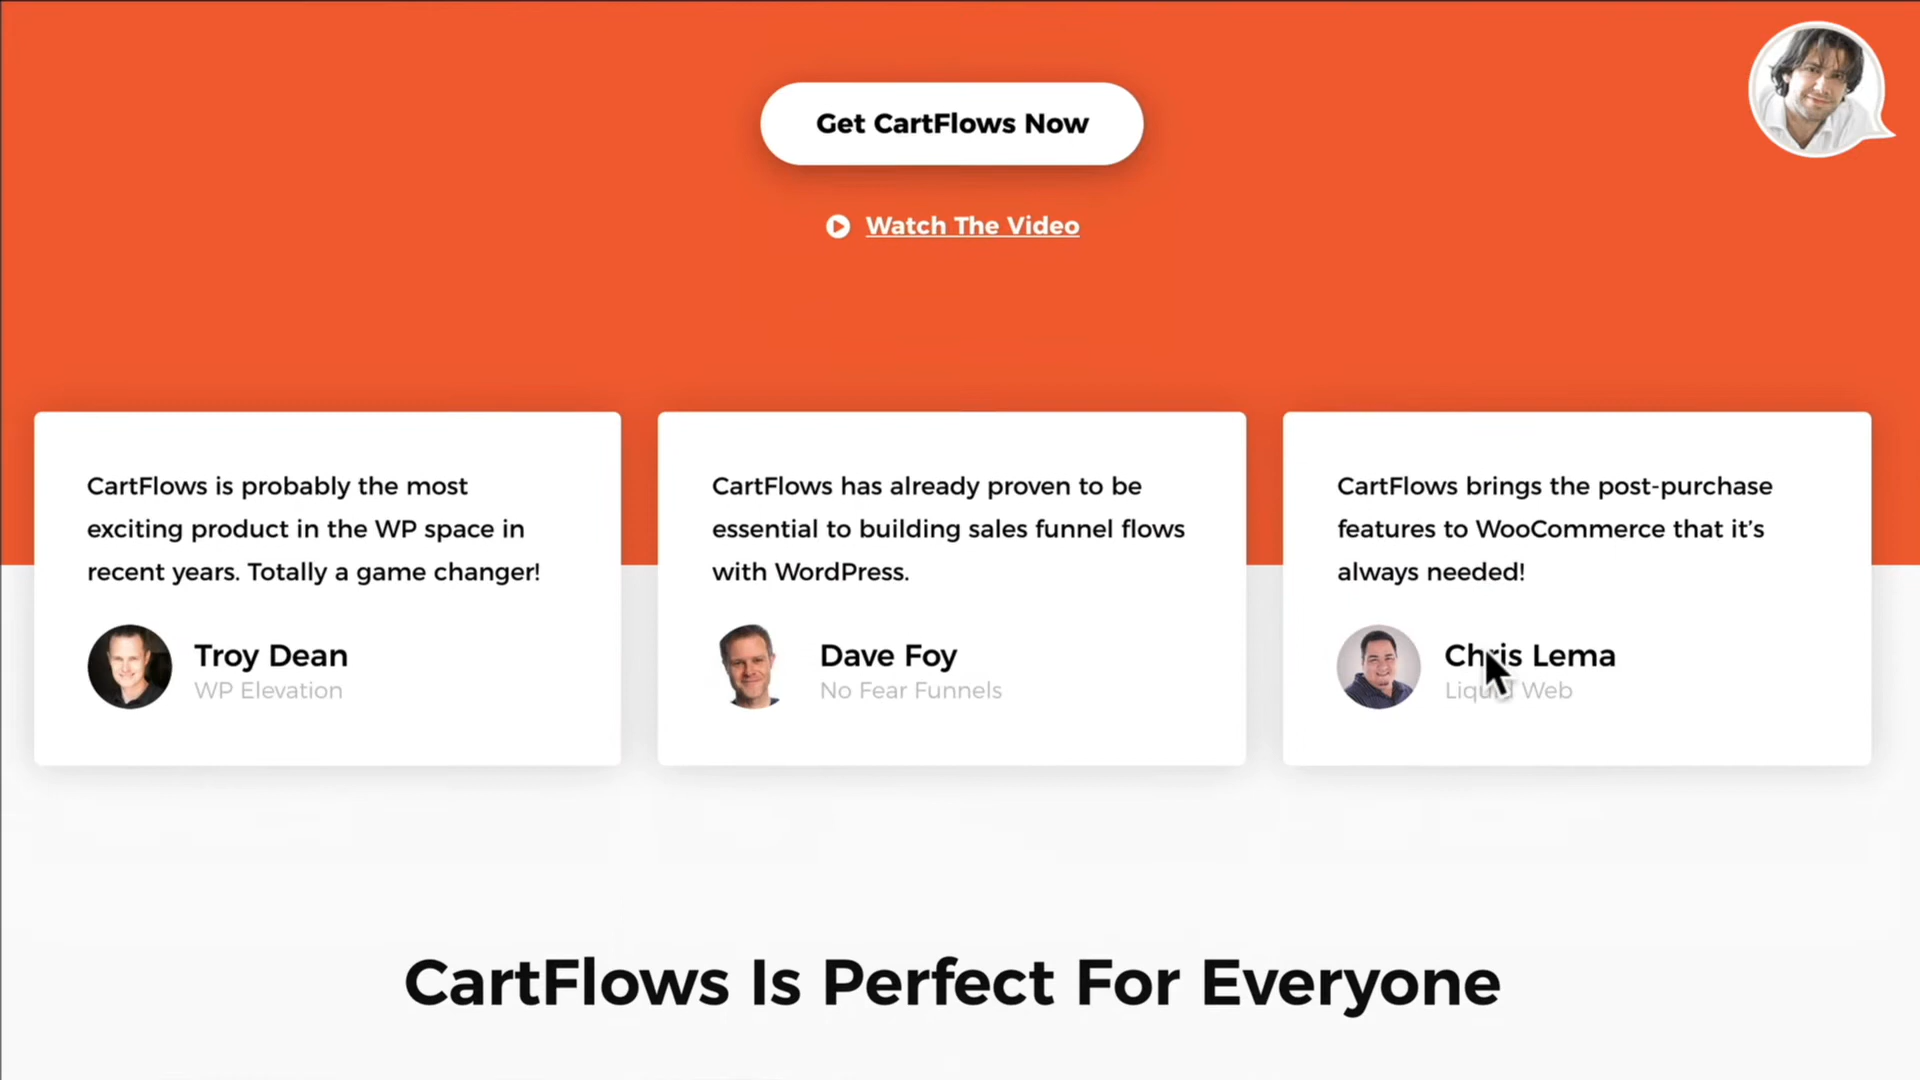 Get CartFlows Now
Watch The Video
CartFlows is probably the most
exciting product in the WP space in
recent years. Totally a game changer!
Troy Dean
WP Elevation
CartFlows has already proven to be
essential to building sales funnel flows
with WordPress.
Dave Foy
No Fear Funnels
CartFlows brings the post-purchase
features to WooCommerce that it's
always needed!
Chris Lema
Liquid Web
CartFlows Is Perfect For Everyone